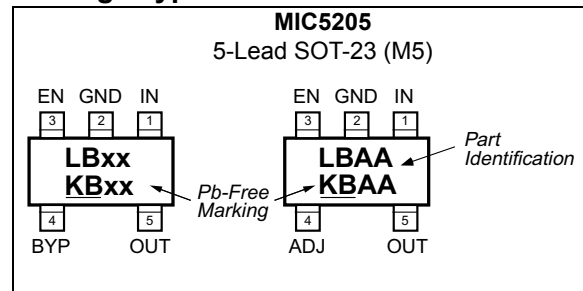 MIC5205
5-Lead SOT-23 (M5)
EN GND IN
3 2 1
LBxx
KBxx
4 5
BYP OUT
EN GND IN
3 2 1
LBAA
KBAA
4 5
ADJ OUT
Part
Identification
Pb-Free
Marking